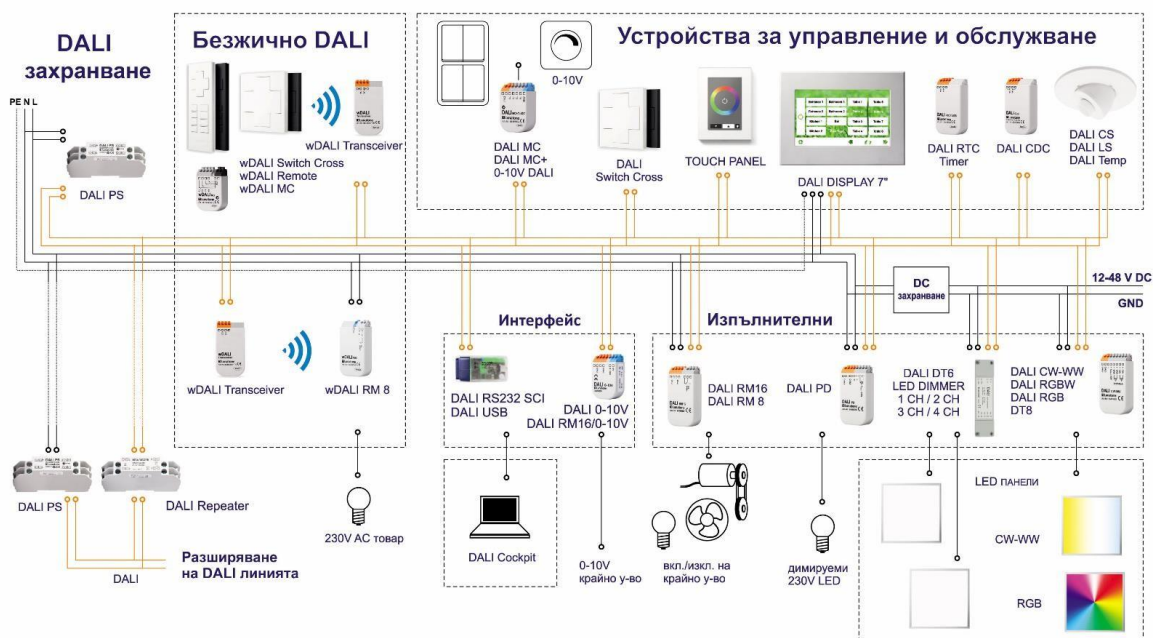 DALI
захранване
Безжично DALI
Устройства за управление и обслужване
PE N L
DALI PS
wDALI Transceiver
wDALI Switch Cross
wDALI Remote
wDALI MC
0-10V
DALI MC
DALI MC+
0-10V DALI
DALI
Switch Cross
TOUCH PANEL
DALI DISPLAY 7"
DALI RTC
Timer
DALI CDC
DALI CS
DALI LS
DALI Temp
DC
захранване
12-48 V DC
GND
wDALI Transceiver
wDALI RM 8
Интерфейс
DALI RS232 SCI
DALI USB
DALI 0-10V
DALI RM16/0-10V
Изпълнителни
DALI RM16
DALI RM 8
DALI PD
DALI DT6
LED DIMMER
1 CH / 2 CH
3 CH / 4 CH
DALI CW-WW
DALI RGBW
DALI RGB
DT8
DALI PS
DALI Repeater
230V AC товар
DALI Cockpit
0-10V
крайно у-во
вкл./изкл. на
крайно у-во
димируеми
230V LED
LED ПАНЕЛИ
CW-WW
RGB
Разширяване
на DALI линията
DALI